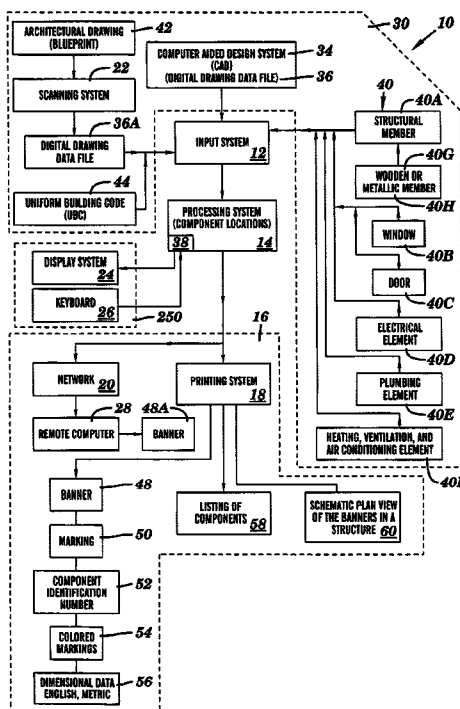 42
ARCHITECTURAL DRAWING
(BLUEPRINT)
30
10
34
COMPUTER AIDED DESIGN SYSTEM
(CAD)
(DIGITAL DRAWING DATA FILE) 36
22
SCANNING SYSTEM
36A
DIGITAL DRAWING
DATA FILE
44
UNIFORM BUILDING CODE
(UBC)
INPUT SYSTEM
12
40
40A
STRUCTURAL
MEMBER
40G
WOODEN OR
METALLIC MEMBER
40H
WINDOW
40B
DOOR
40C
ELECTRICAL
ELEMENT
40D
PLUMBING
ELEMENT
40E
HEATING, VENTILATION, AND
AIR CONDITIONING ELEMENT
PROCESSING SYSTEM
(COMPONENT LOCATIONS)
38
14
DISPLAY SYSTEM
24
KEYBOARD
26
250
16
NETWORK
20
PRINTING SYSTEM
18
28
48A
REMOTE COMPUTER
BANNER
BANNER
48
MARKING
50
COMPONENT
IDENTIFICATION
NUMBER
52
COLORED
MARKINGS
54
DIMENSIONAL DATA
ENGLISH, METRIC
56
LISTING OF
COMPONENTS
58
SCHEMATIC PLAN VIEW
OF THE BANNERS IN A
STRUCTURE
60